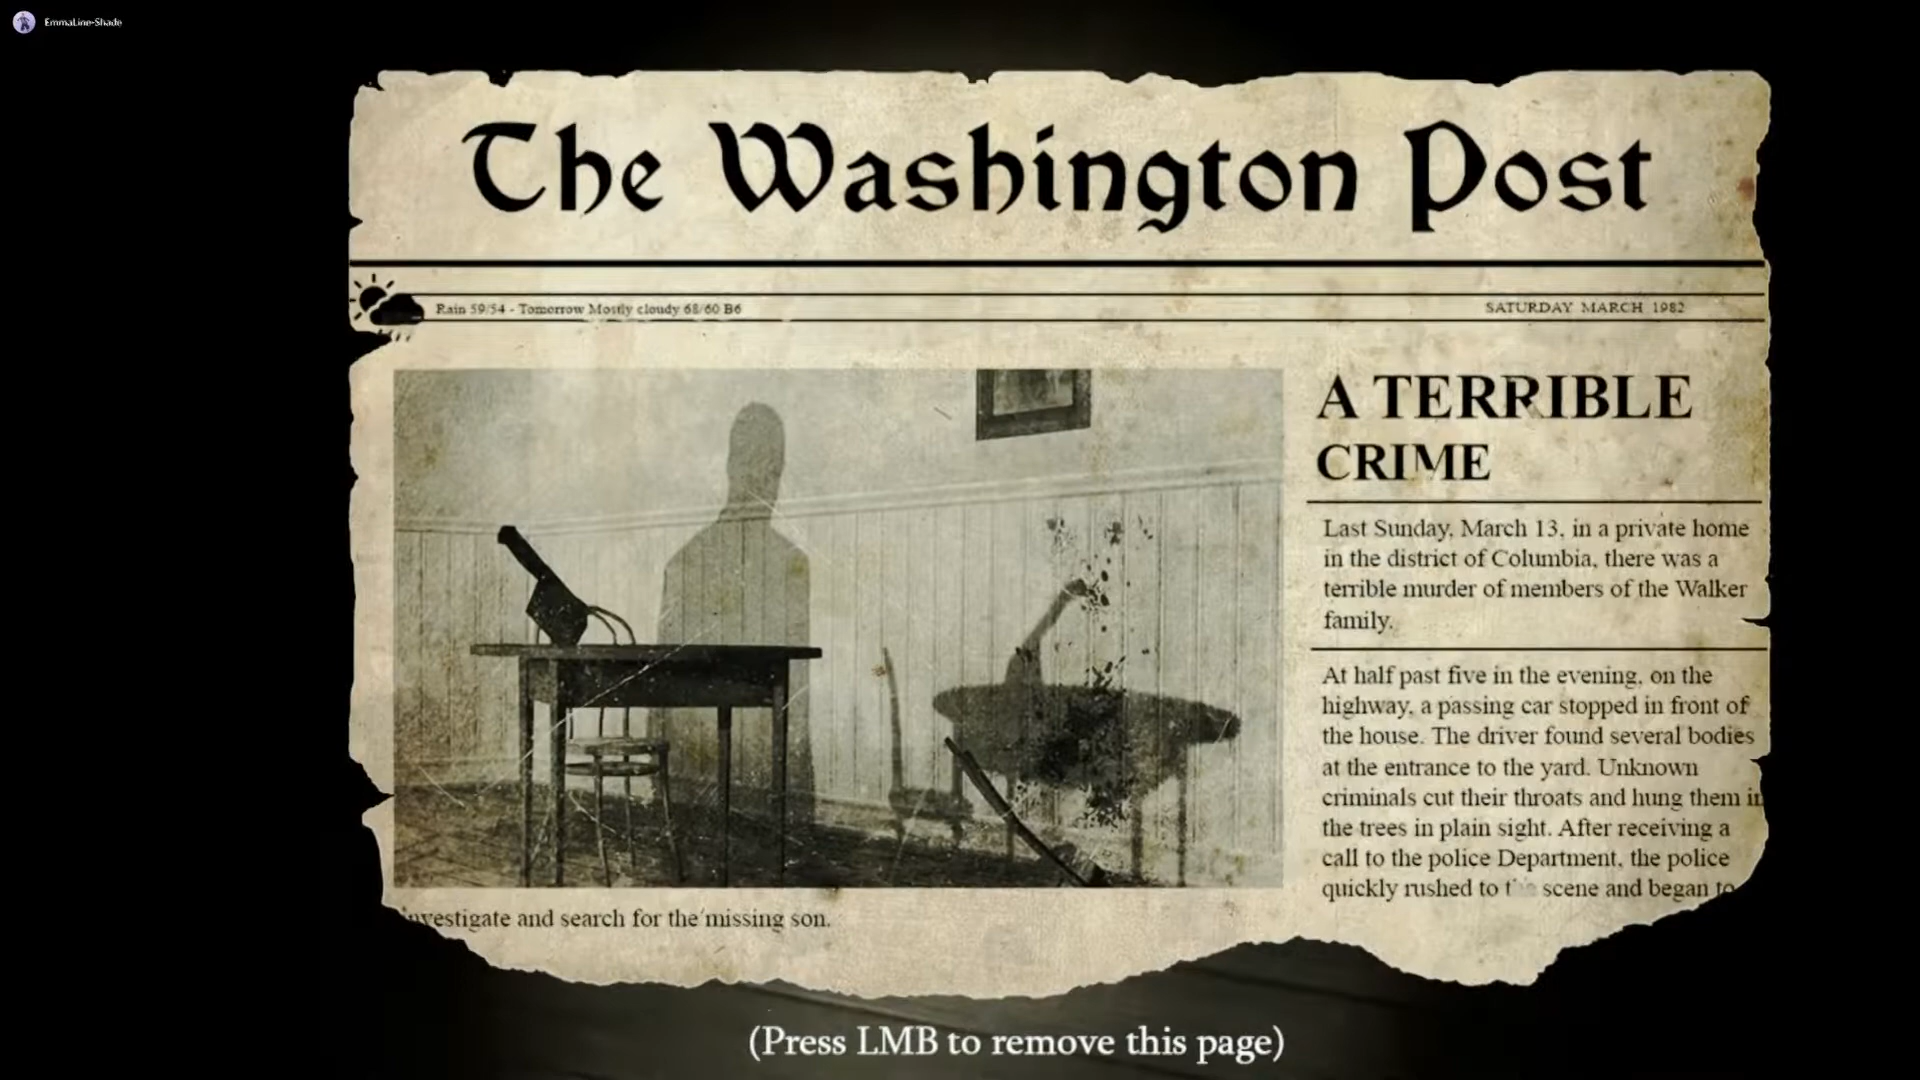 EmmaLine-Shade
The Washington Post
Rain 59/54 - Tomorrow Mostly cloudy 68/60 B6
SATURDAY MARCH 1982
A TERRIBLE
CRIME
Last Sunday, March 13, in a private home
in the district of Columbia, there was a
terrible murder of members of the Walker
family.
At half past five in the evening, on the
highway, a passing car stopped in front of
the house. The driver found several bodies
at the entrance to the yard. Unknown
criminals cut their throats and hung them in
the trees in plain sight. After receiving a
call to the police Department, the police
quickly rushed to the scene and began to
investigate and search for the missing son.
(Press LMB to remove this page)